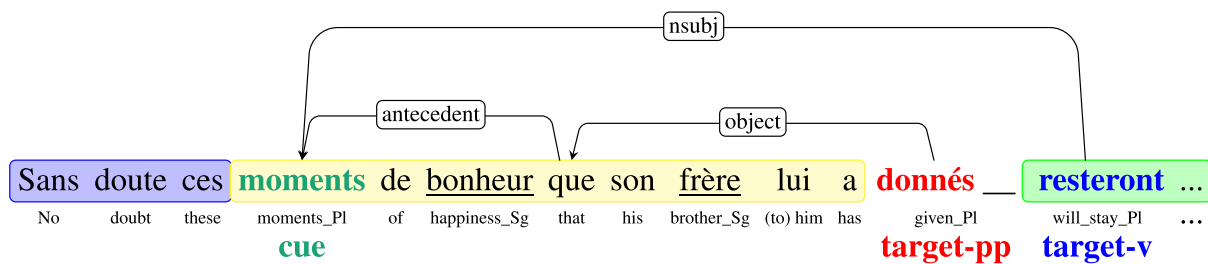 nsubj
antecedent
object
Sans doute ces moments de bonheur que son frère lui a donnés __ resteront ...
No doubt these moments_Pl of happiness_Sg that his brother_Sg (to) him has given_Pl will_stay_Pl ...
cue target-pp target-v